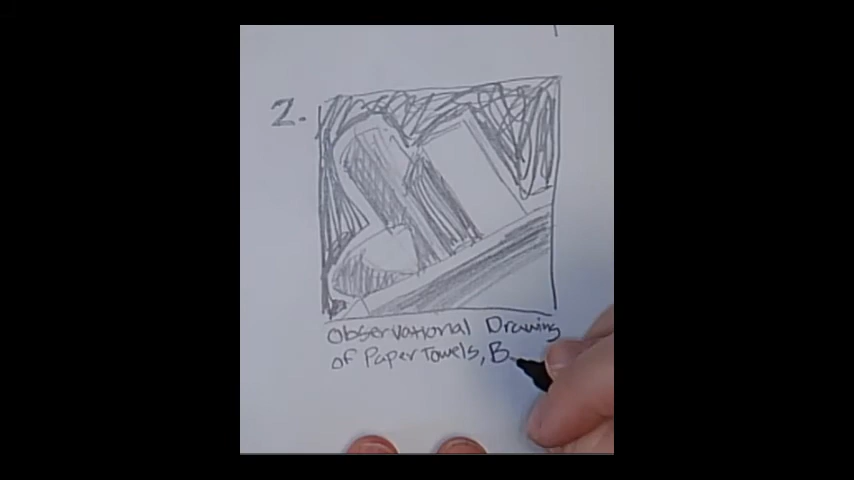 2.
Observational Drawing
of Paper Towels, B